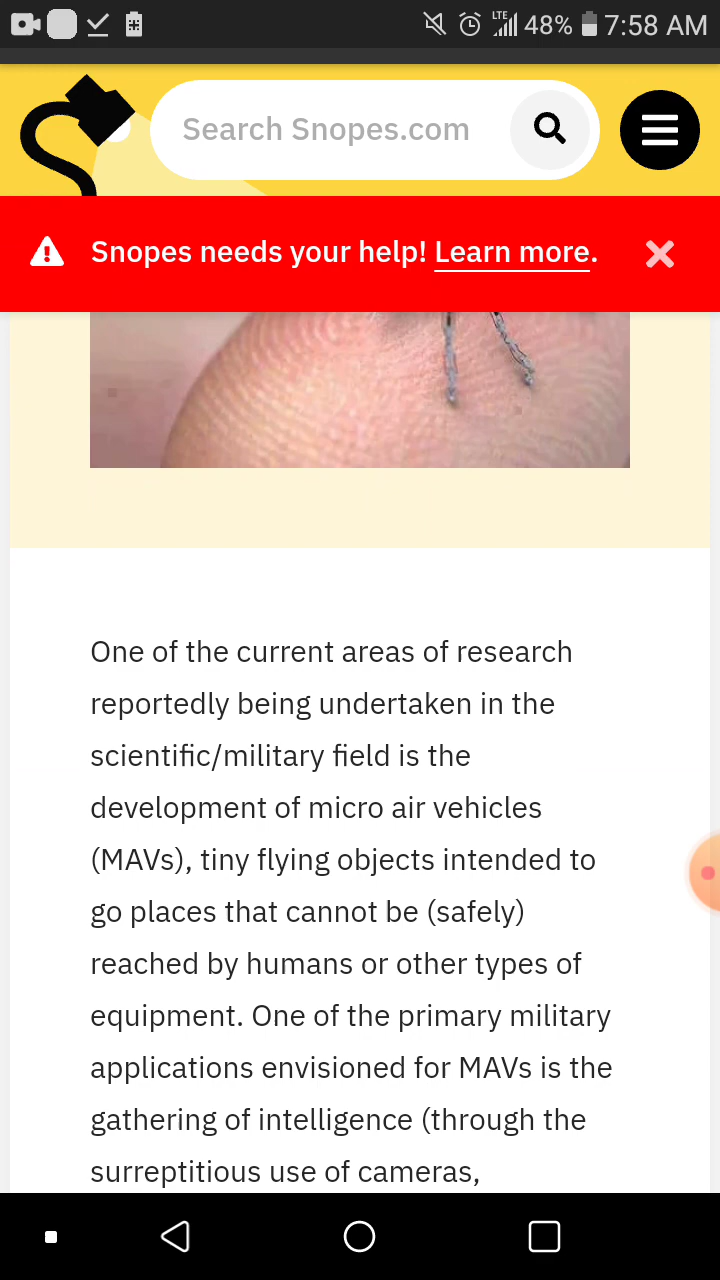 LTE 48% 7:58 AM
Search Snopes.com
Snopes needs your help! Learn more.
One of the current areas of research
reportedly being undertaken in the
scientific/military field is the
development of micro air vehicles
(MAVs), tiny flying objects intended to
go places that cannot be (safely)
reached by humans or other types of
equipment. One of the primary military
applications envisioned for MAVs is the
gathering of intelligence (through the
surreptitious use of cameras,